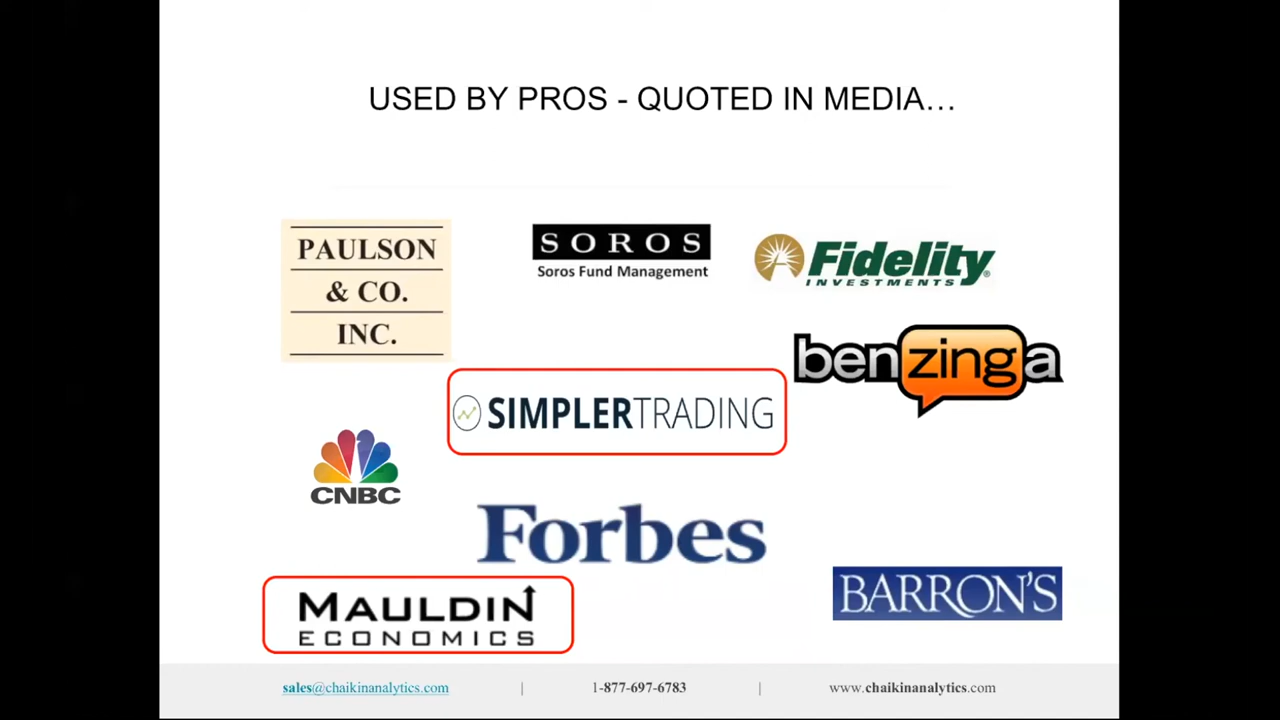 USED BY PROS - QUOTED IN MEDIA…
PAULSON
& CO.
INC.
SOROS
Soros Fund Management
Fidelity
INVESTMENTS
benzinga
SIMPLERTRADING
CNBC
Forbes
MAULDIN
ECONOMICS
BARRON'S
sales@chaikinanalytics.com | 1-877-697-6783 | www.chaikinanalytics.com